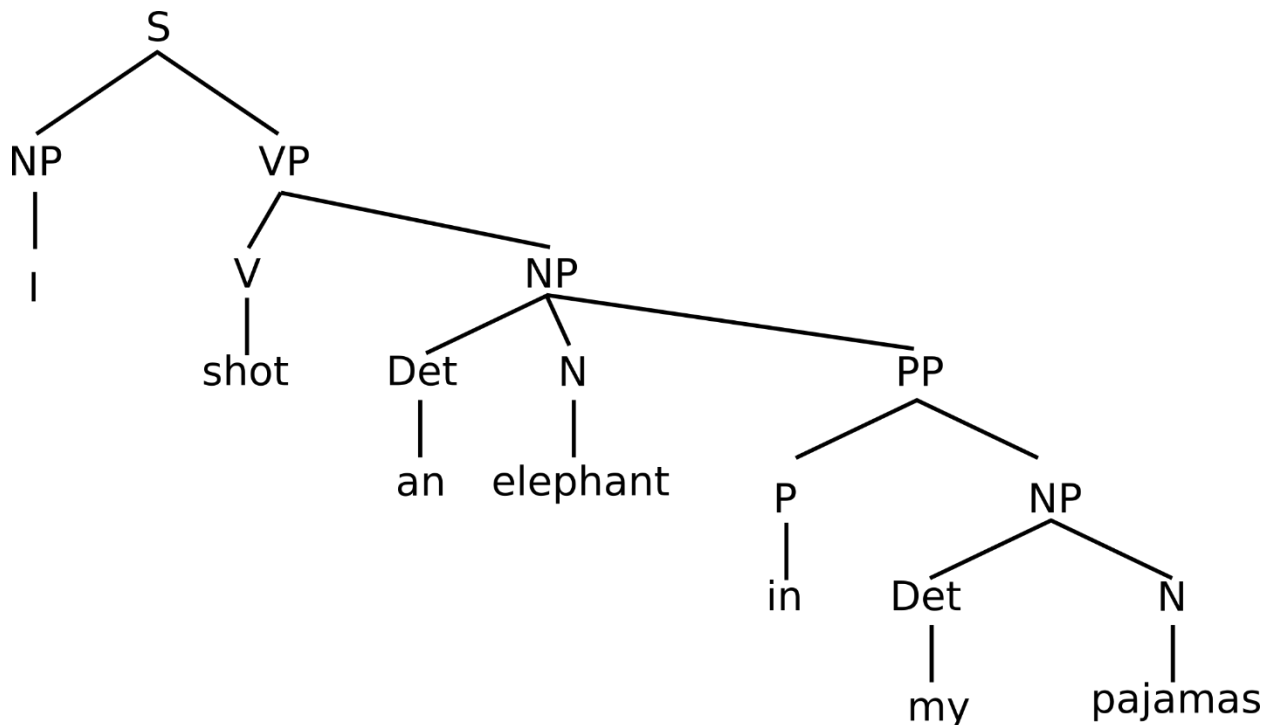 S
NP VP
V NP
I
shot Det N PP
an elephant P NP
in Det N
my pajamas